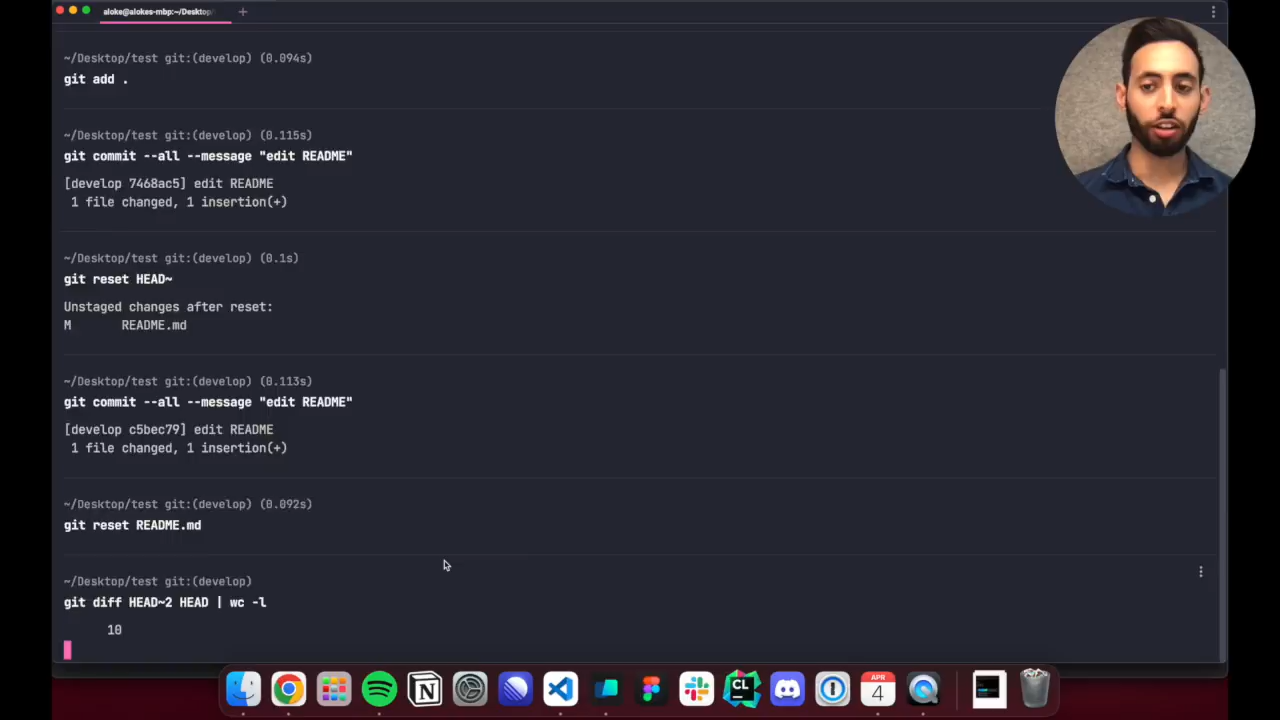 aloke@alokes-mbp:~/Desktop/
~/Desktop/test git:(develop) (0.094s)
git add .
~/Desktop/test git:(develop) (0.115s)
git commit --all --message "edit README"
[develop 7468ac5] edit README
1 file changed, 1 insertion(+)
~/Desktop/test git:(develop) (0.1s)
git reset HEAD~
Unstaged changes after reset:
M README.md
~/Desktop/test git:(develop) (0.113s)
git commit --all --message "edit README"
[develop c5bec79] edit README
1 file changed, 1 insertion(+)
~/Desktop/test git:(develop) (0.092s)
git reset README.md
~/Desktop/test git:(develop)
git diff HEAD~2 HEAD | wc -l
10
N
CL
APR
4